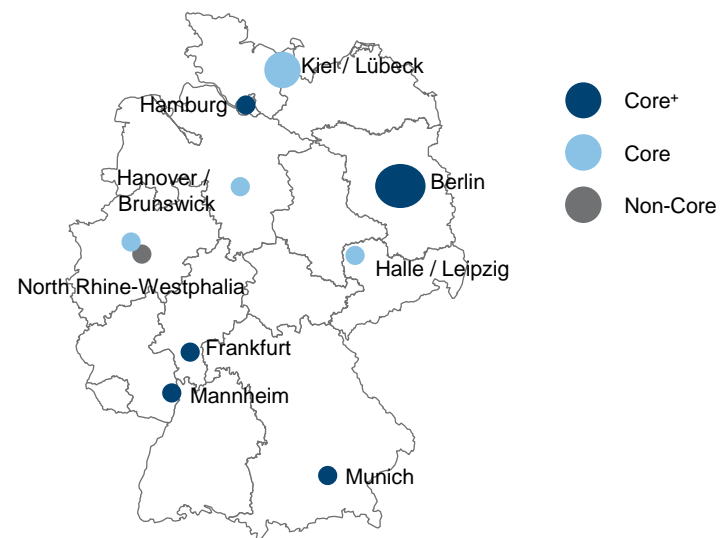 Kiel / Lübeck
Hamburg
Hanover /
Brunswick
Berlin
Halle / Leipzig
North Rhine-Westphalia
Frankfurt
Mannheim
Munich
Core⁺
Core
Non-Core